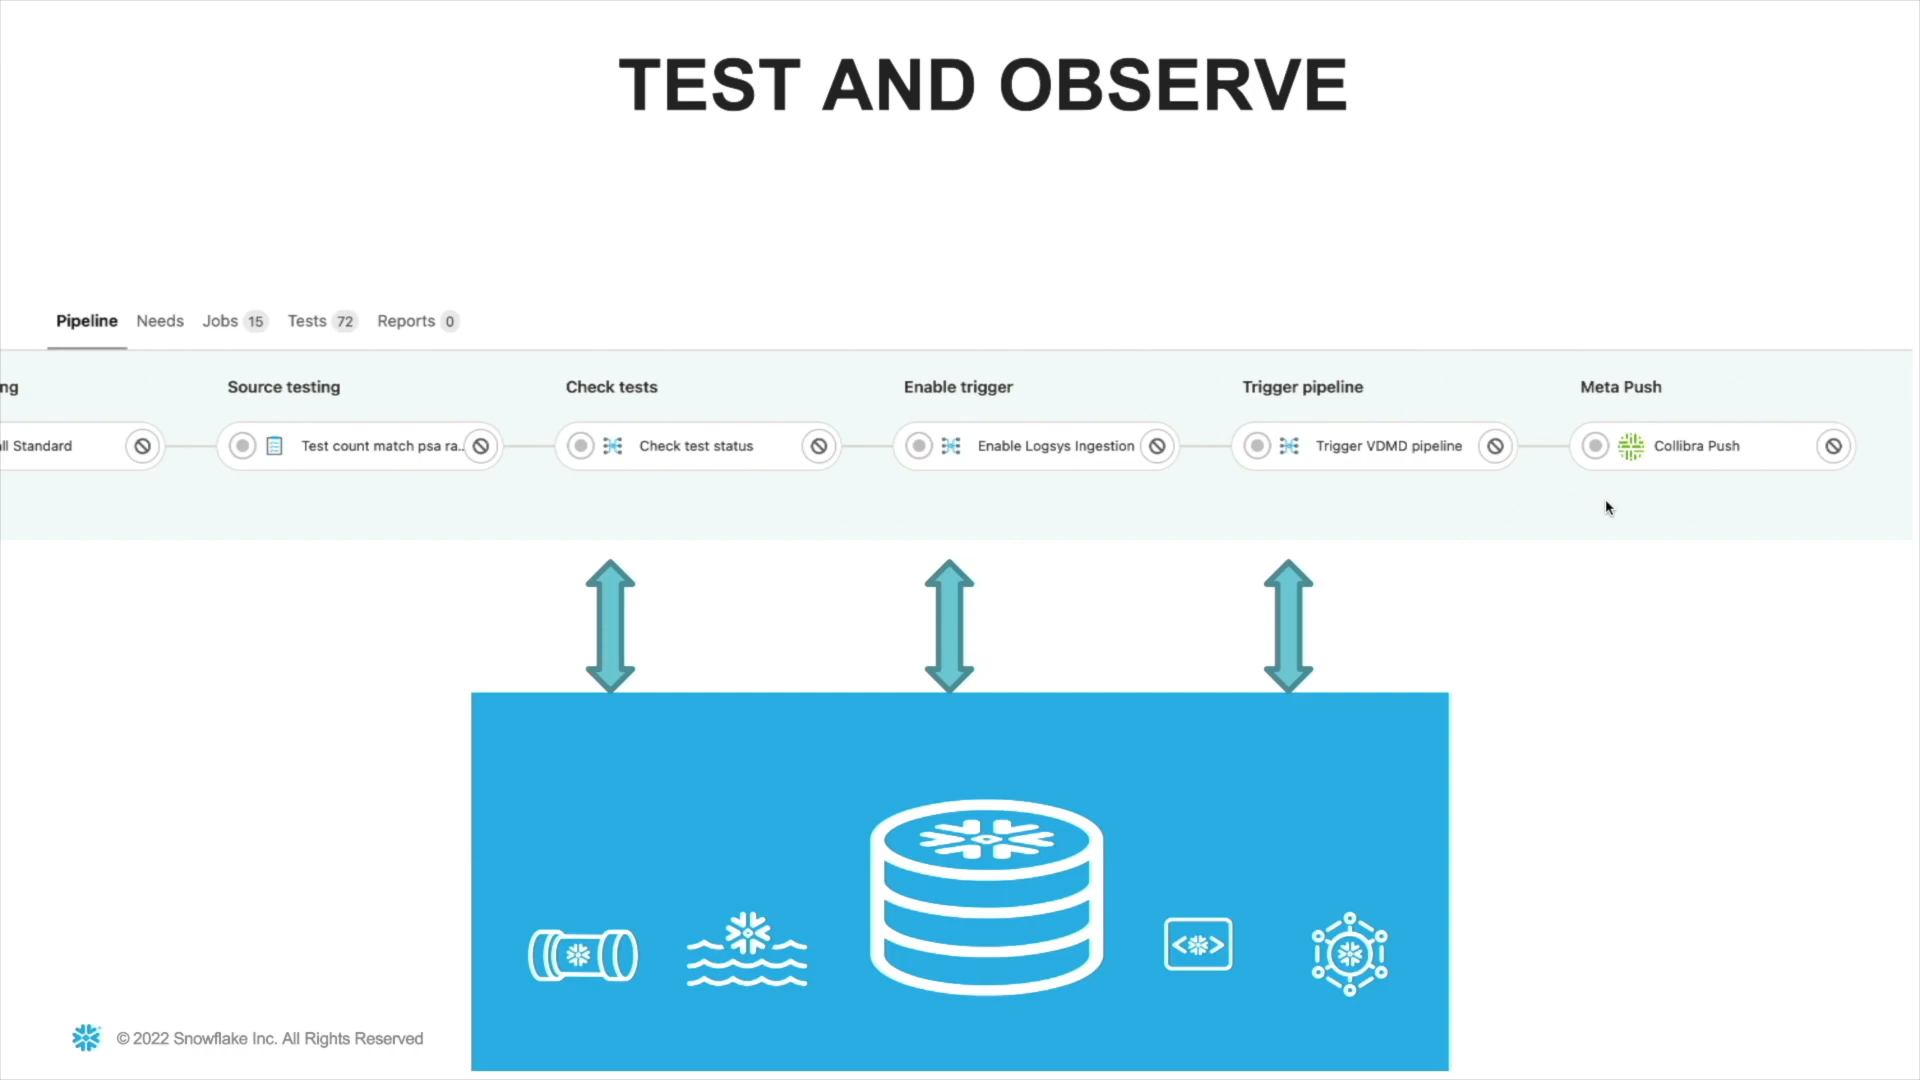 TEST AND OBSERVE
Pipeline Needs Jobs 15 Tests 72 Reports 0
ng Source testing Check tests Enable trigger Trigger pipeline Meta Push
ll Standard Test count match psa ra.. Check test status Enable Logsys Ingestion Trigger VDMD pipeline Collibra Push
© 2022 Snowflake Inc. All Rights Reserved